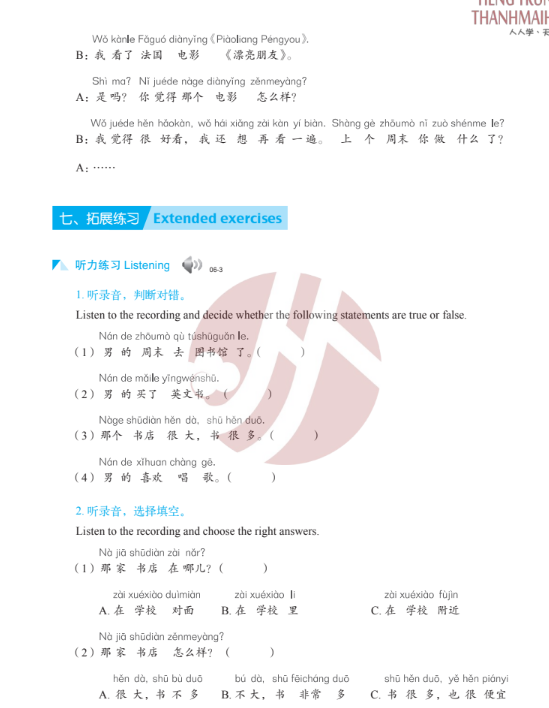 THANHMAIH
人人学、
Wǒ kànle Fǎguó diànyǐng《Piàoliang Péngyou》.
B：我 看了 法国 电影 《漂亮朋友》。
Shì ma? Nǐ juéde nàge diànyǐng zěnmeyàng?
A：是 吗? 你 觉得 那个 电影 怎么样?
Wǒ juéde hěn hǎokàn, wǒ hái xiǎng zài kàn yí biàn. Shàng gè zhōumò nǐ zuò shénme le?
B：我 觉得 很 好看，我 还 想 再 看 一 遍。 上 个 周末 你 做 什么 了?
A：……
七、拓展练习 Extended exercises
听力练习 Listening 06-3
1. 听录音，判断对错。
Listen to the recording and decide whether the following statements are true or false.
Nán de zhōumò qù túshūguǎn le.
（1）男 的 周末 去 图书馆 了。（ ）
Nán de mǎile yīngwénshū.
（2）男 的 买了 英文书。（ ）
Nàge shūdiàn hěn dà, shū hěn duō.
（3）那个 书店 很 大，书 很 多。（ ）
Nán de xǐhuan chàng gē.
（4）男 的 喜欢 唱 歌。（ ）
2. 听录音，选择填空。
Listen to the recording and choose the right answers.
Nà jiā shūdiàn zài nǎr?
（1）那 家 书店 在 哪儿?（ ）
zài xuéxiào duìmiàn zài xuéxiào li zài xuéxiào fùjìn
A. 在 学校 对面 B. 在 学校 里 C. 在 学校 附近
Nà jiā shūdiàn zěnmeyàng?
（2）那 家 书店 怎么样? （ ）
hěn dà, shū bù duō bú dà, shū fēicháng duō shū hěn duō, yě hěn piányi
A. 很 大，书 不 多 B. 不 大， 书 非常 多 C. 书 很 多，也 很 便宜